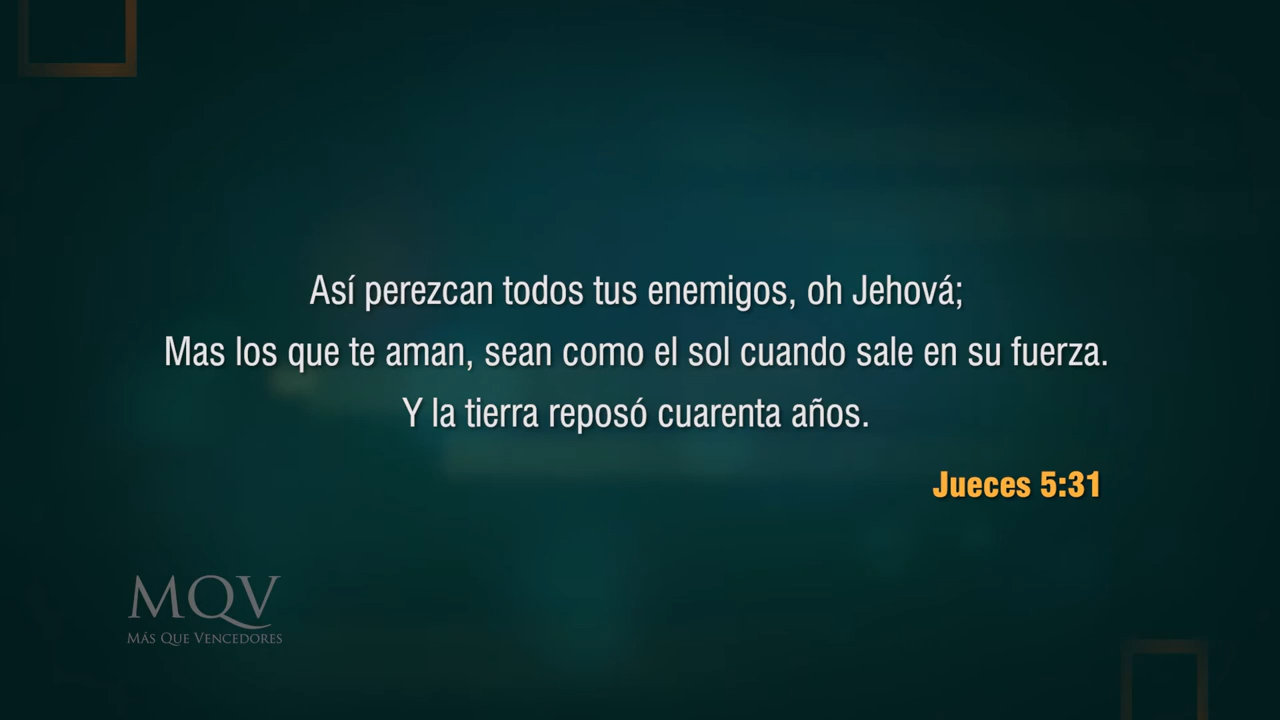 Así perezcan todos tus enemigos, oh Jehová;
Mas los que te aman, sean como el sol cuando sale en su fuerza.
Y la tierra reposó cuarenta años.
Jueces 5:31
MQV
Más Que Vencedores